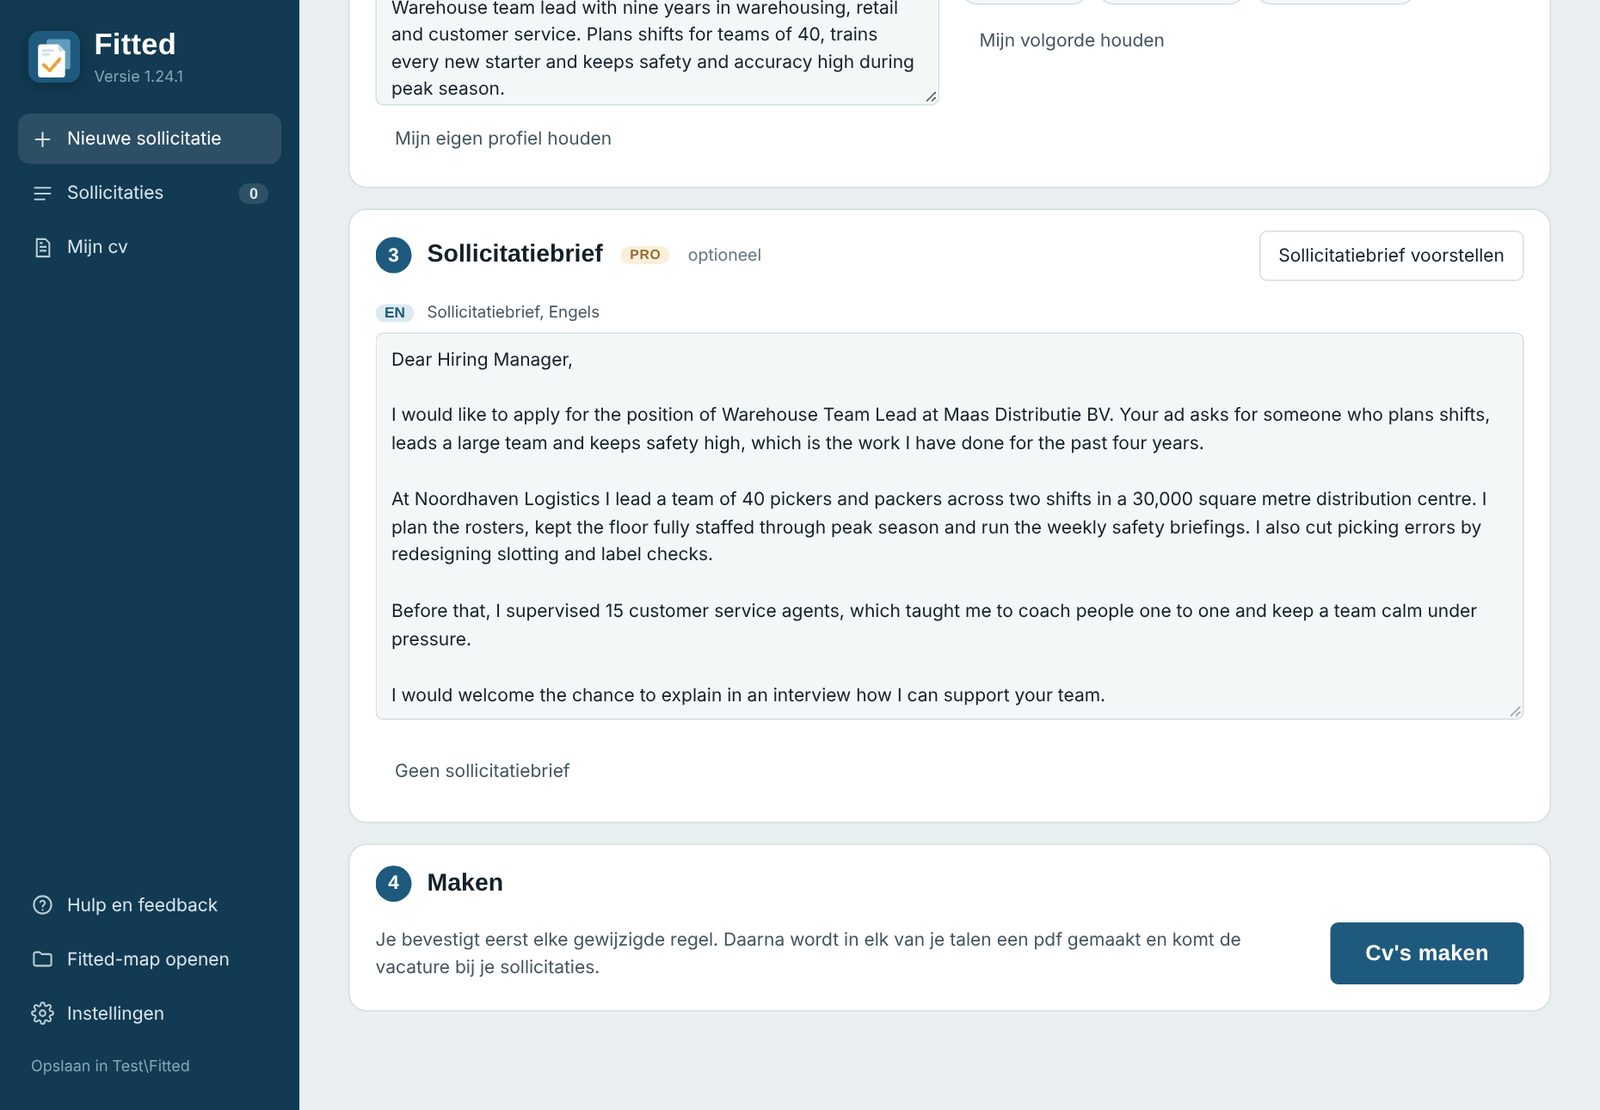 Fitted
Versie 1.24.1
Nieuwe sollicitatie
Sollicitaties
0
Mijn cv
Hulp en feedback
Fitted-map openen
Instellingen
Opslaan in Test\Fitted
Warehouse team lead with nine years in warehousing, retail
and customer service. Plans shifts for teams of 40, trains
every new starter and keeps safety and accuracy high during
peak season.
Mijn eigen profiel houden
Mijn volgorde houden
3
Sollicitatiebrief
PRO
optioneel
Sollicitatiebrief voorstellen
EN
Sollicitatiebrief, Engels
Dear Hiring Manager,
I would like to apply for the position of Warehouse Team Lead at Maas Distributie BV. Your ad asks for someone who plans shifts,
leads a large team and keeps safety high, which is the work I have done for the past four years.
At Noordhaven Logistics I lead a team of 40 pickers and packers across two shifts in a 30,000 square metre distribution centre. I
plan the rosters, kept the floor fully staffed through peak season and run the weekly safety briefings. I also cut picking errors by
redesigning slotting and label checks.
Before that, I supervised 15 customer service agents, which taught me to coach people one to one and keep a team calm under
pressure.
I would welcome the chance to explain in an interview how I can support your team.
Geen sollicitatiebrief
4
Maken
Je bevestigt eerst elke gewijzigde regel. Daarna wordt in elk van je talen een pdf gemaakt en komt de
vacature bij je sollicitaties.
Cv's maken